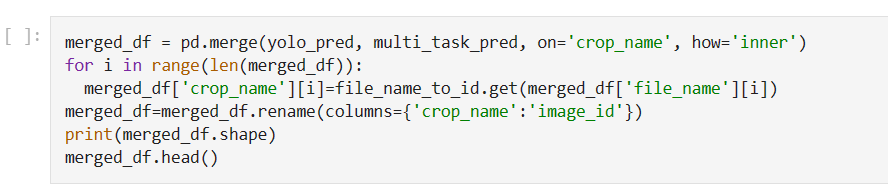 [ ]:
merged_df = pd.merge(yolo_pred, multi_task_pred, on='crop_name', how='inner')
for i in range(len(merged_df)):
  merged_df['crop_name'][i]=file_name_to_id.get(merged_df['file_name'][i])
merged_df=merged_df.rename(columns={'crop_name':'image_id'})
print(merged_df.shape)
merged_df.head()